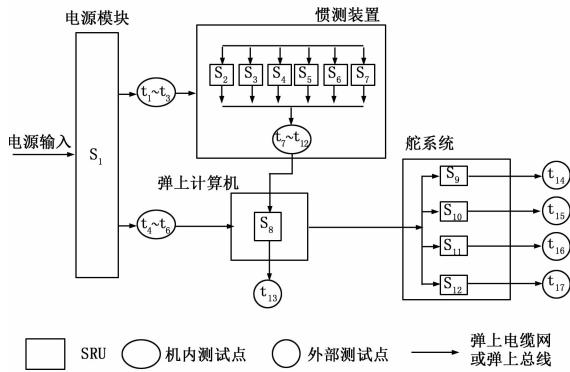 电源模块
惯测装置
S₂ S₃ S₄ S₅ S₆ S₇
t₁~t₃
电源输入
S₁
t₇~t₁₂
舵系统
弹上计算机
S₉ t₁₄
S₈
t₄~t₆
S₁₀ t₁₅
S₁₁ t₁₆
S₁₂ t₁₇
t₁₃
SRU 机内测试点 外部测试点 弹上电缆网
或弹上总线